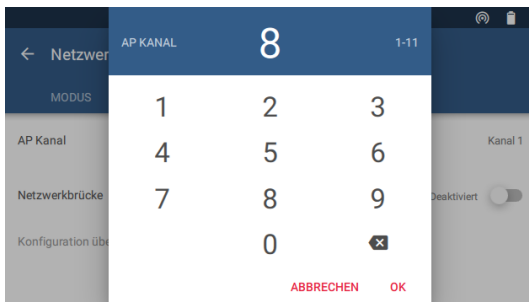 AP KANAL 8 1-11
Netzwer
MODUS
1 2 3
AP Kanal Kanal 1
4 5 6
Netzwerkbrücke 7 8 9 Deaktiviert
Konfiguration übe 0
ABBRECHEN OK